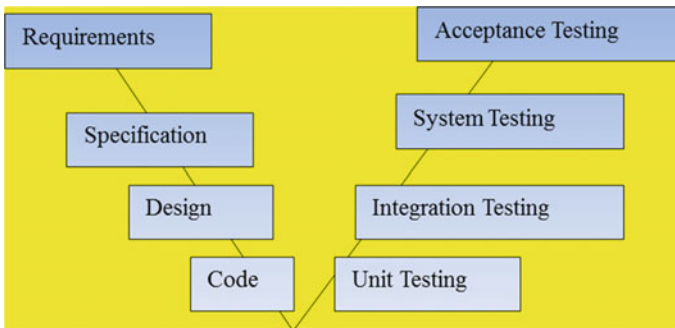 Requirements
Acceptance Testing
Specification
System Testing
Design
Integration Testing
Code
Unit Testing